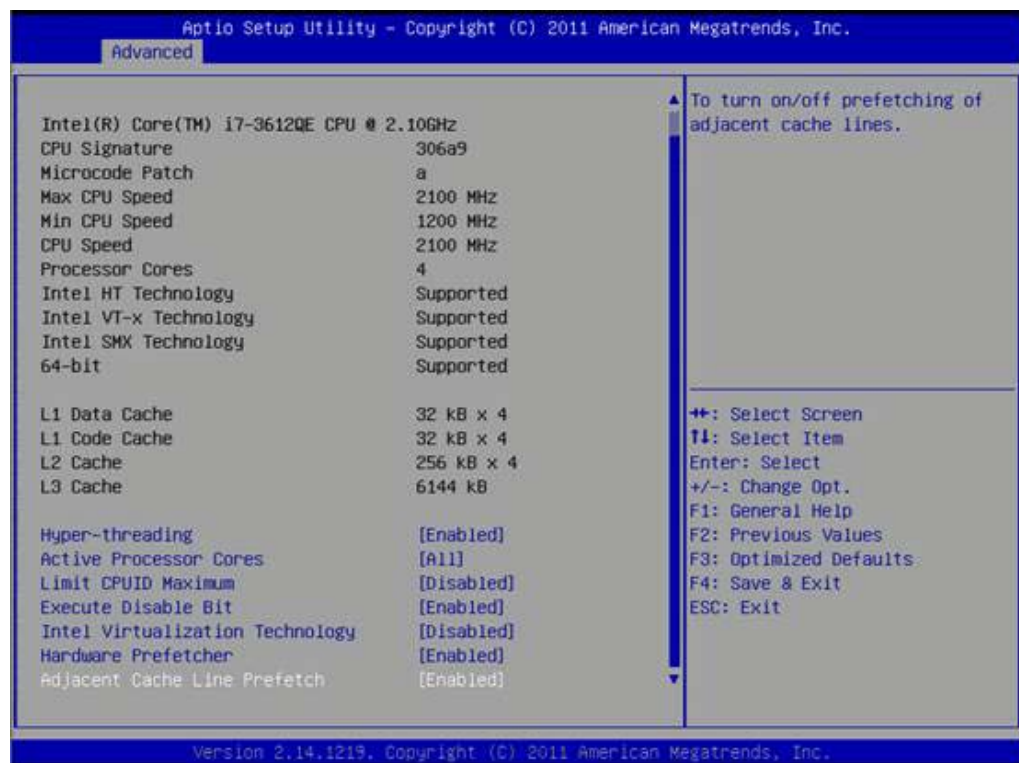 Aptio Setup Utility – Copyright (C) 2011 American Megatrends, Inc.
Advanced
Intel(R) Core(TM) i7-3612QE CPU @ 2.10GHz
CPU Signature 306a9
Microcode Patch a
Max CPU Speed 2100 MHz
Min CPU Speed 1200 MHz
CPU Speed 2100 MHz
Processor Cores 4
Intel HT Technology Supported
Intel VT-x Technology Supported
Intel SMX Technology Supported
64-bit Supported
L1 Data Cache 32 kB x 4
L1 Code Cache 32 kB x 4
L2 Cache 256 kB x 4
L3 Cache 6144 kB
Hyper-threading [Enabled]
Active Processor Cores [All]
Limit CPUID Maximum [Disabled]
Execute Disable Bit [Enabled]
Intel Virtualization Technology [Disabled]
Hardware Prefetcher [Enabled]
Adjacent Cache Line Prefetch [Enabled]
To turn on/off prefetching of
adjacent cache lines.
→←: Select Screen
↑↓: Select Item
Enter: Select
+/-: Change Opt.
F1: General Help
F2: Previous Values
F3: Optimized Defaults
F4: Save & Exit
ESC: Exit
Version 2.14.1219. Copyright (C) 2011 American Megatrends, Inc.